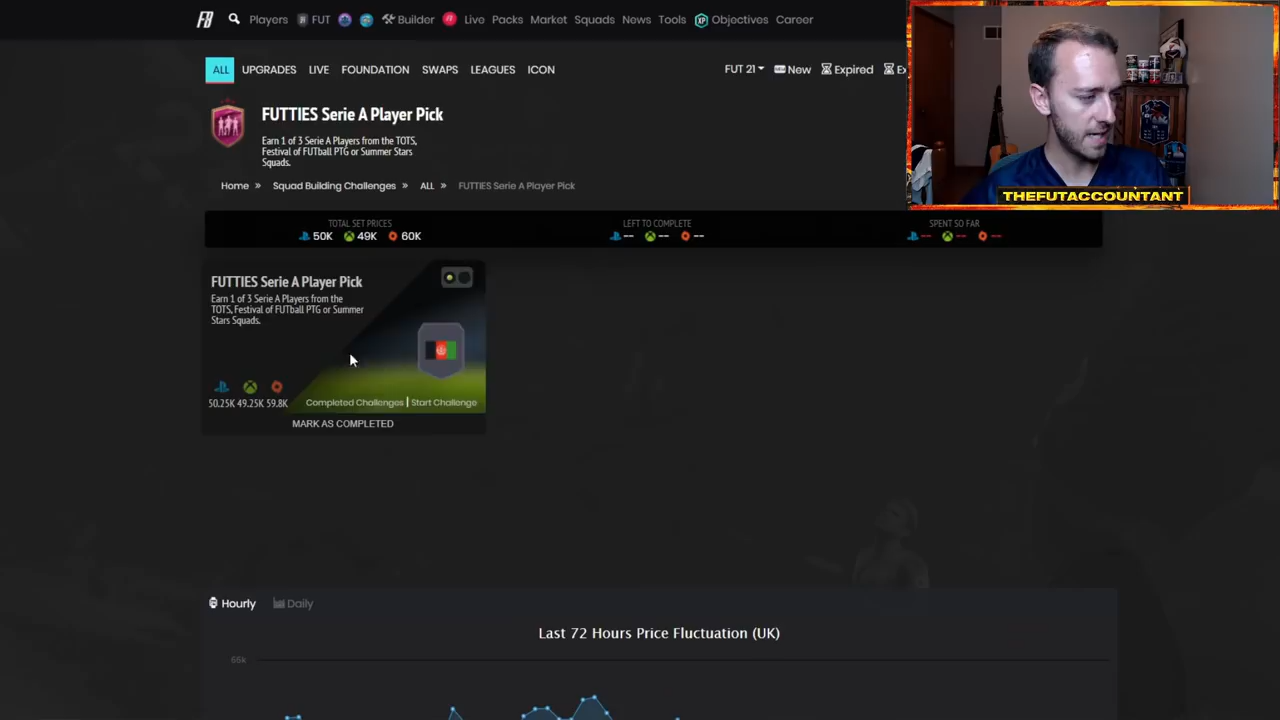 FB Players FUT Builder Live Packs Market Squads News Tools XP Objectives Career
ALL UPGRADES LIVE FOUNDATION SWAPS LEAGUES ICON FUT 21 New Expired
FUTTIES Serie A Player Pick
Earn 1 of 3 Serie A Players from the TOTS,
Festival of FUTball PTG or Summer Stars
Squads.
Home » Squad Building Challenges » ALL » FUTTIES Serie A Player Pick
THEFUTACCOUNTANT
TOTAL SET PRICES LEFT TO COMPLETE SPENT SO FAR
50K 49K 60K -- -- -- -- -- --
FUTTIES Serie A Player Pick
Earn 1 of 3 Serie A Players from the
TOTS, Festival of FUTball PTG or Summer
Stars Squads.
50.25K 49.25K 59.8K Completed Challenges | Start Challenge
MARK AS COMPLETED
Hourly Daily
Last 72 Hours Price Fluctuation (UK)
66k